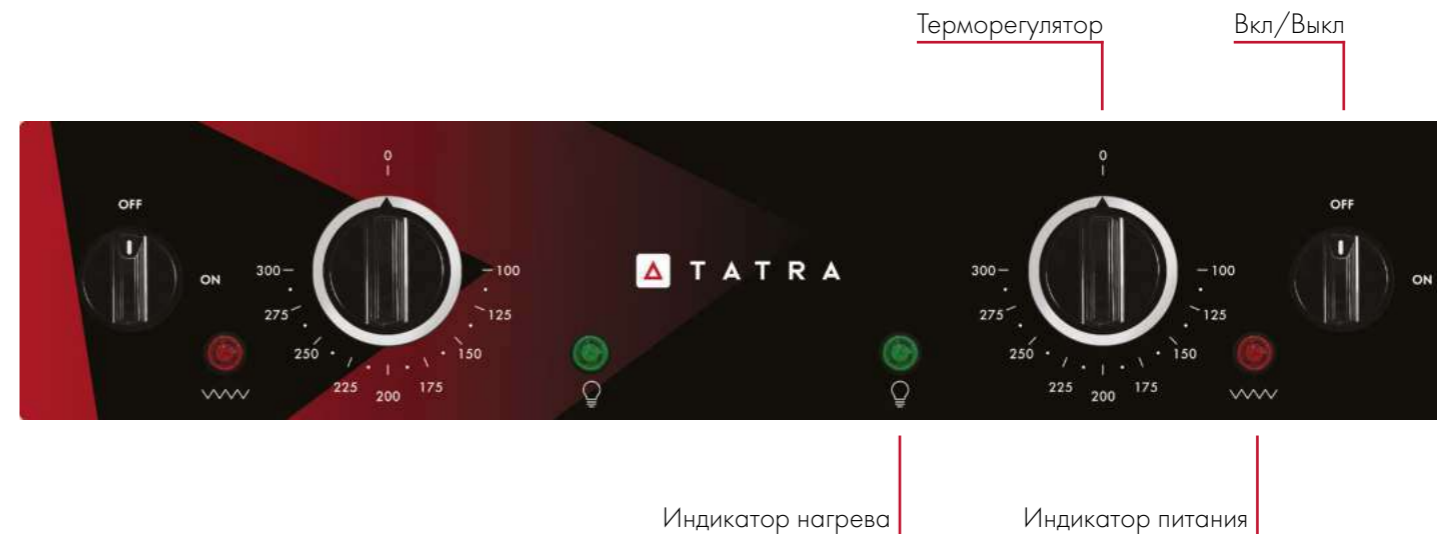 Терморегулятор
Вкл/Выкл
0
0
OFF
OFF
ON
300
100
TATRA
300
100
ON
275
125
275
125
250
150
250
150
225
200
175
225
200
175
Индикатор нагрева
Индикатор питания